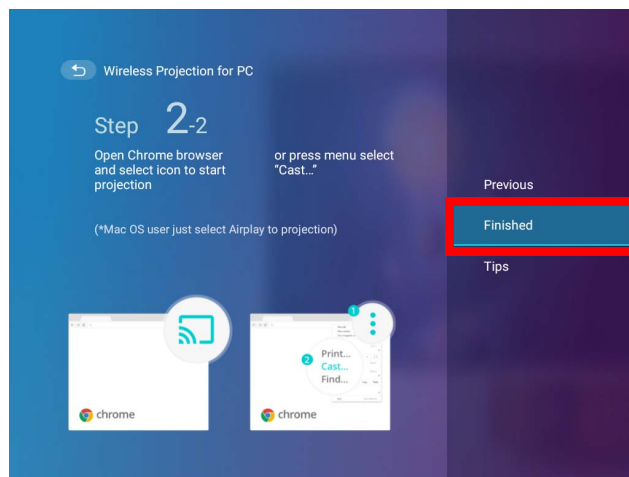 Wireless Projection for PC
Step 2-2
Open Chrome browser
and select icon to start
projection
or press menu select
“Cast...”
(*Mac OS user just select Airplay to projection)
Previous
Finished
Tips
1
2
Print...
Cast...
Find...
chrome
chrome